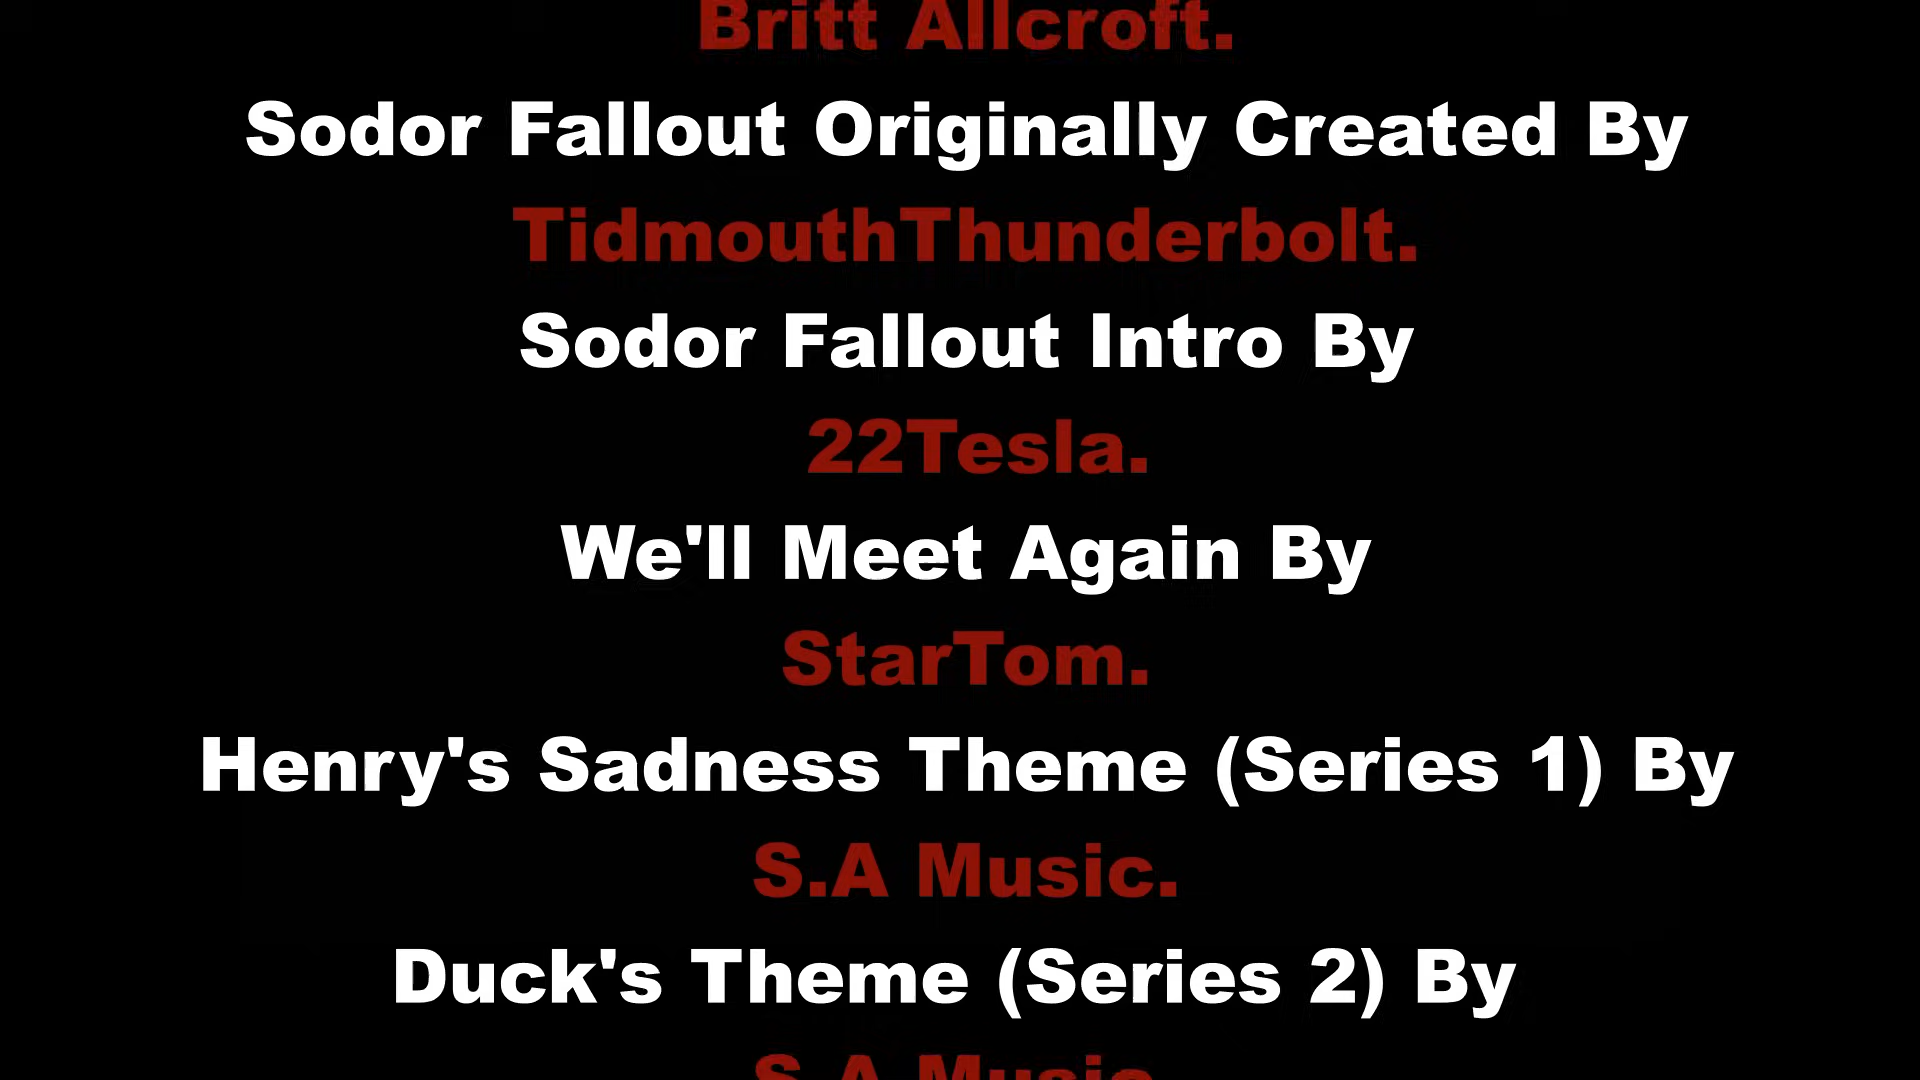 Britt Allcroft.
Sodor Fallout Originally Created By
TidmouthThunderbolt.
Sodor Fallout Intro By
22Tesla.
We'll Meet Again By
StarTom.
Henry's Sadness Theme (Series 1) By
S.A Music.
Duck's Theme (Series 2) By
S.A Music